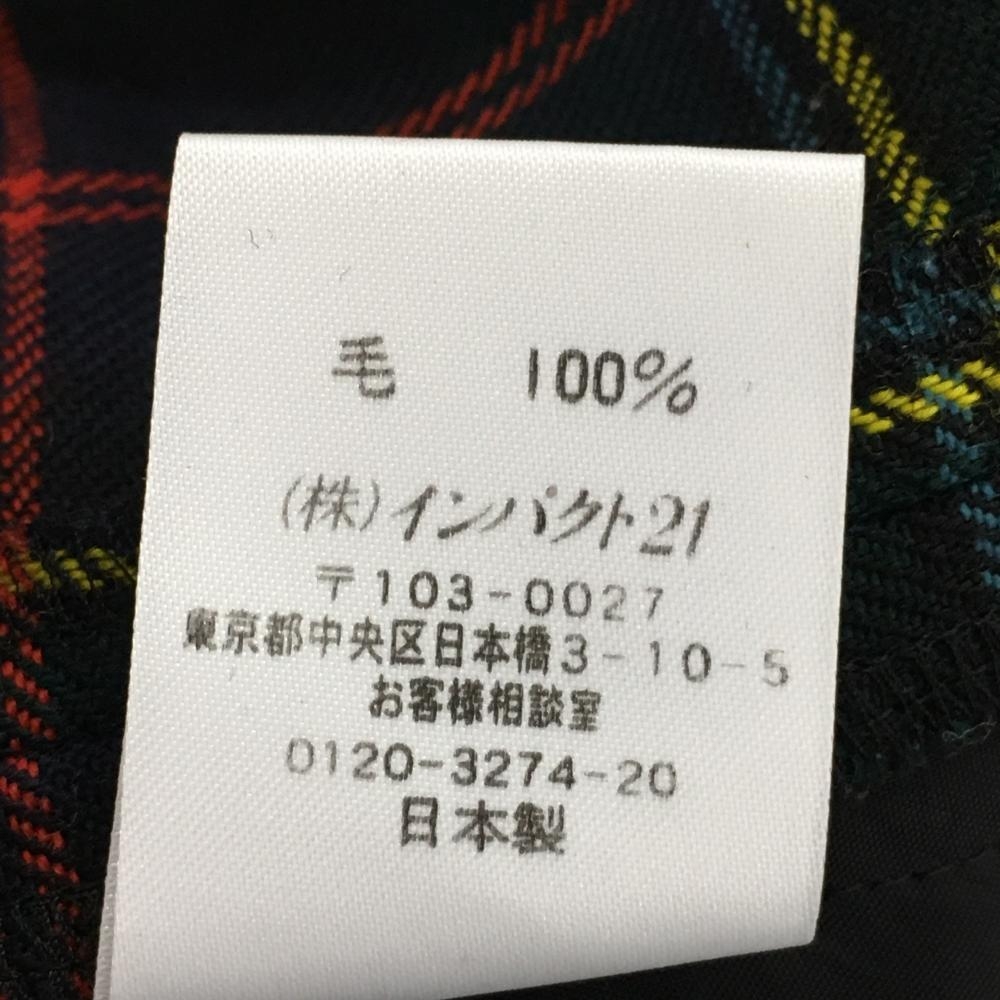 毛 100%
(株)インパクト21
〒103-0027
東京都中央区日本橋3-10-5
お客様相談室
0120-3274-20
日本製